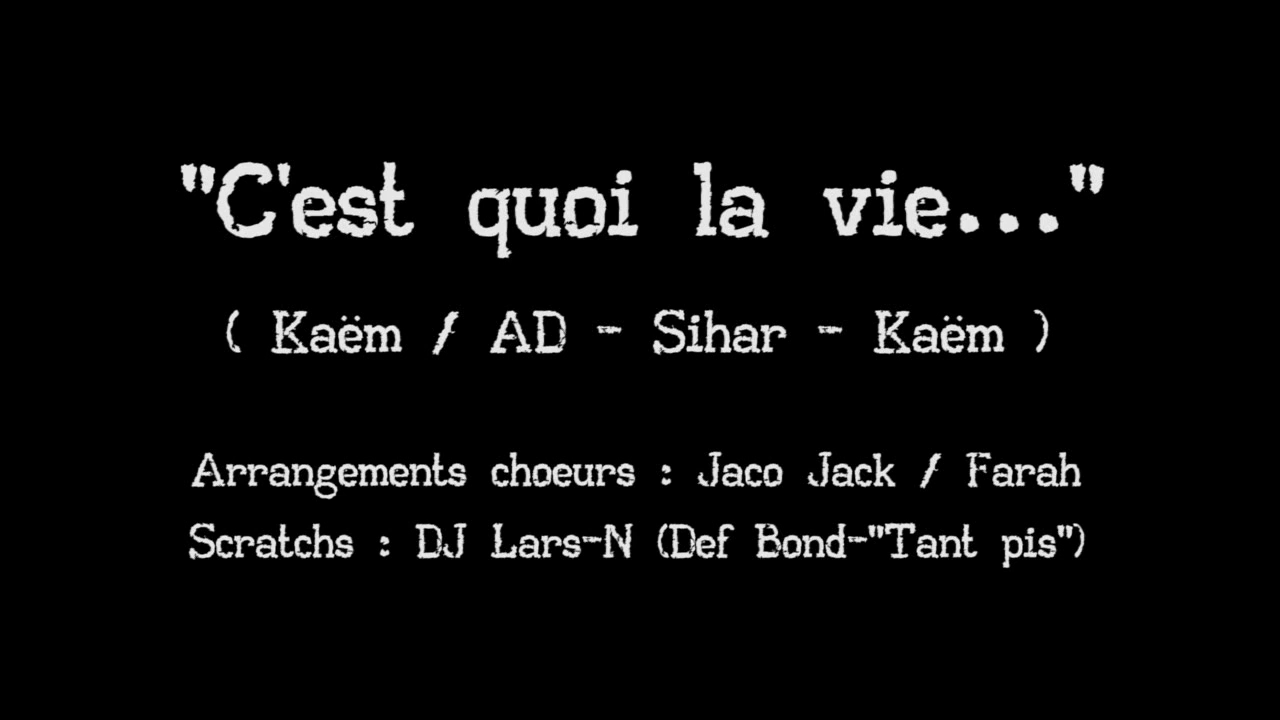 "C'est quoi la vie..."
( Kaëm / AD - Sihar - Kaëm )
Arrangements choeurs : Jaco Jack / Farah
Scratchs : DJ Lars-N (Def Bond-"Tant pis")